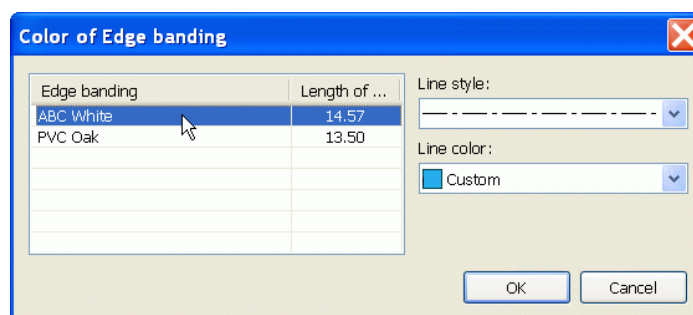 Color of Edge banding
Edge banding Length of ...
ABC White 14.57
PVC Oak 13.50
Line style:
Line color:
Custom
OK Cancel